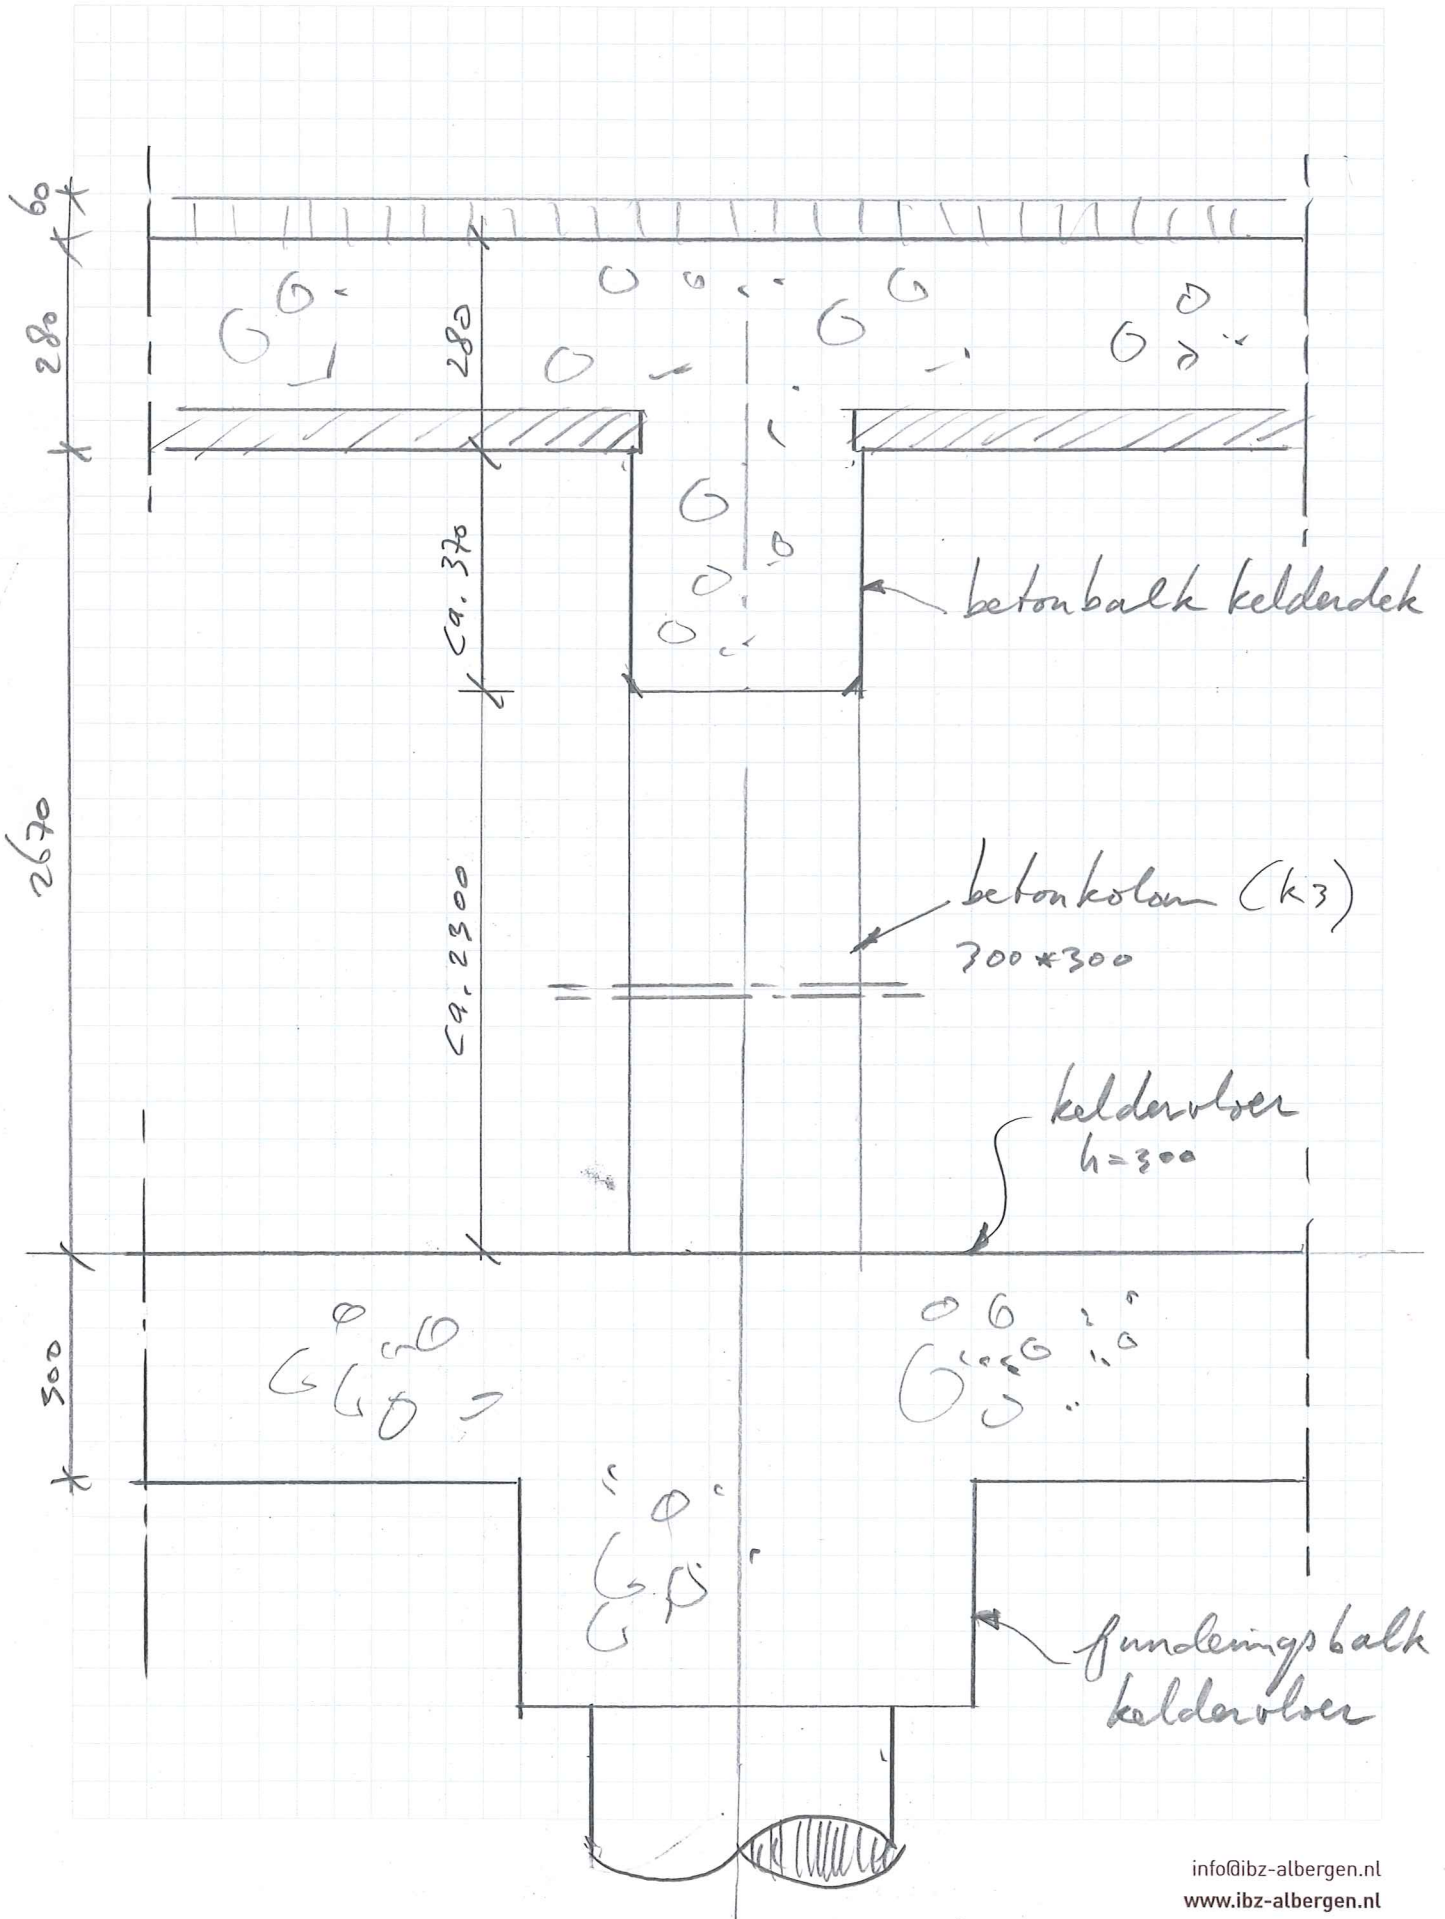 60
280
280
ca. 370
betonbalk kelderdek
2670
betonkolom (k3)
300*300
ca. 2300
keldervloer
h=300
300
funderingsbalk
keldervloer
info@ibz-albergen.nl
www.ibz-albergen.nl